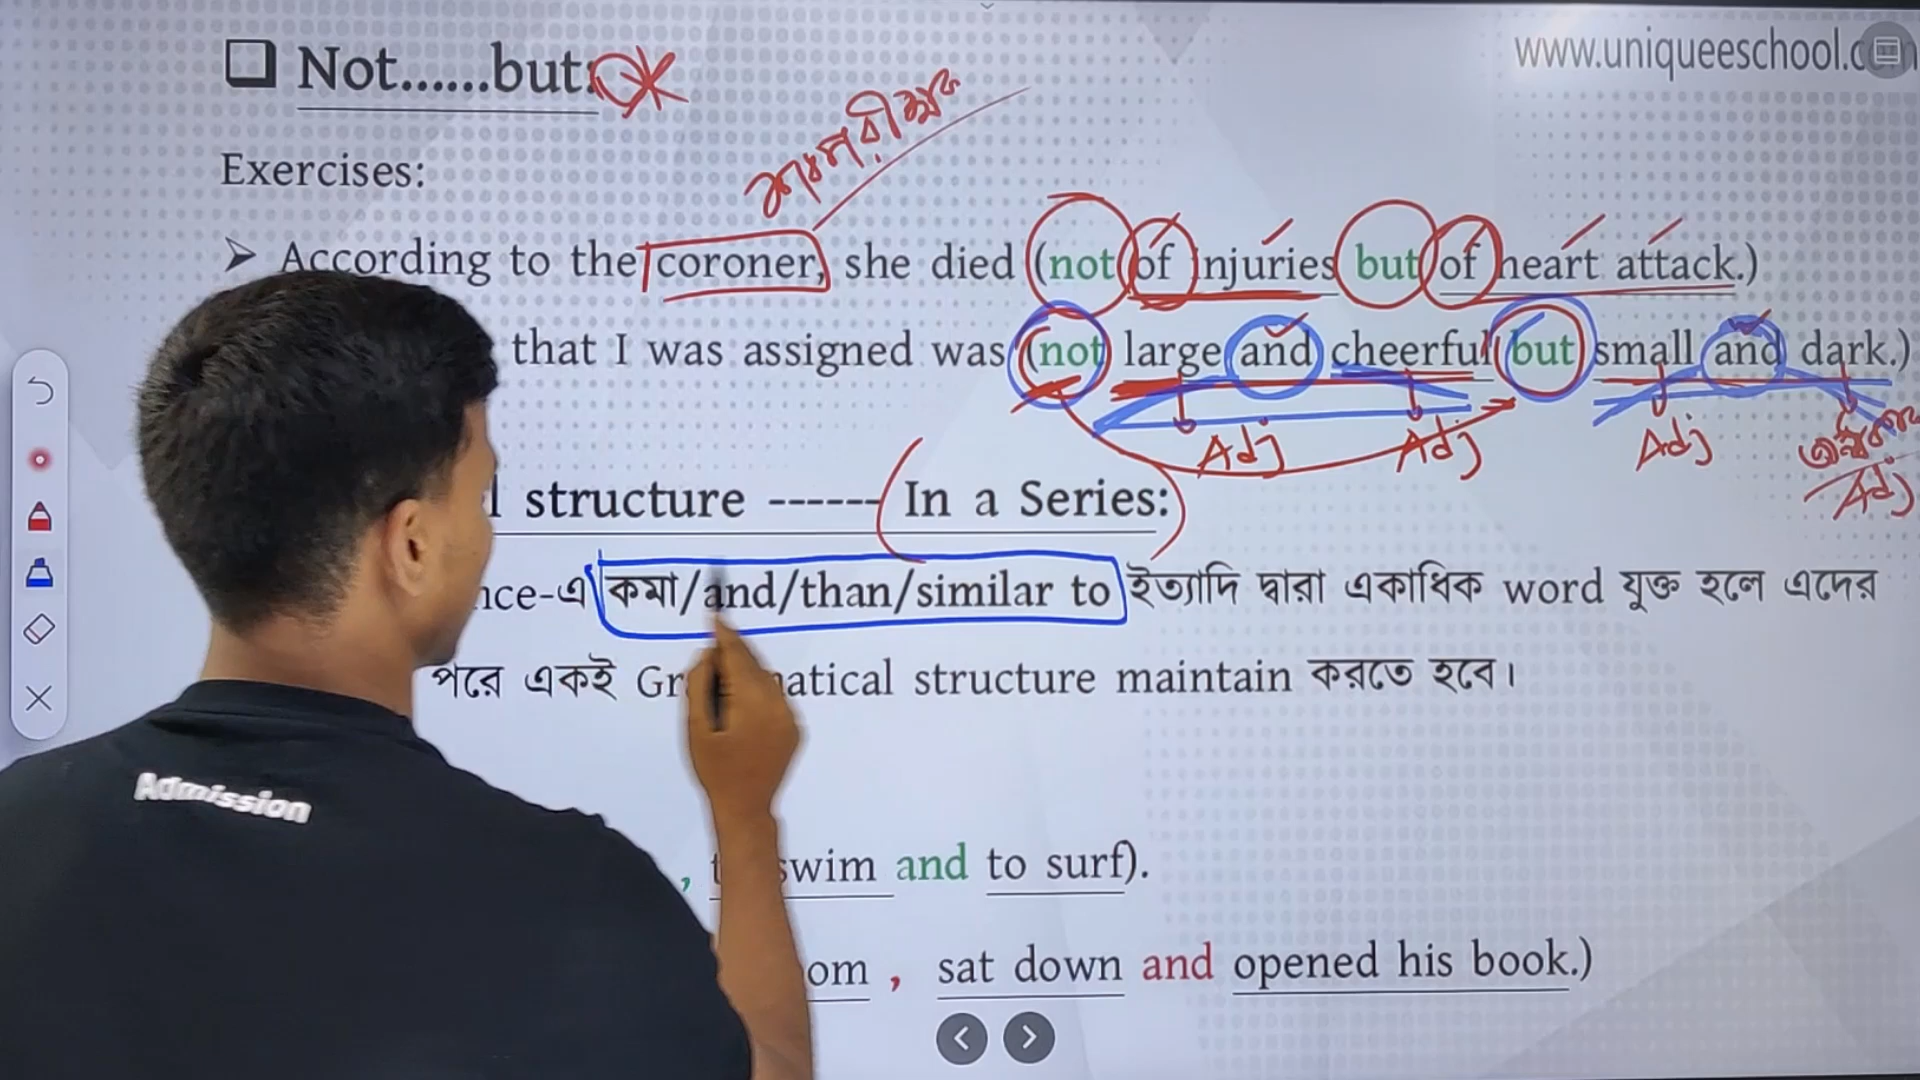 www.uniqueeschool.com
Not......but:
Exercises:
According to the coroner, she died (not of injuries but of heart attack.)
that I was assigned was (not large and cheerful but small and dark.)
Adj Adj Adj
Adj
structure ------ In a Series:
nce-এ কমা/and/than/similar to ইত্যাদি দ্বারা একাধিক word যুক্ত হলে এদের
পরে একই Gr matical structure maintain করতে হবে।
, t swim and to surf).
om , sat down and opened his book.)
Admission